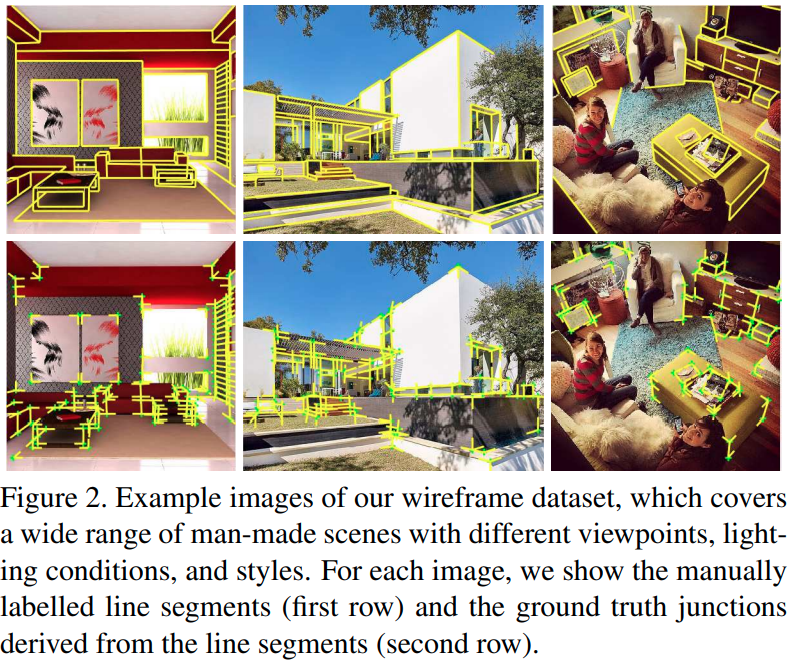 Figure 2. Example images of our wireframe dataset, which covers
a wide range of man-made scenes with different viewpoints, light-
ing conditions, and styles. For each image, we show the manually
labelled line segments (first row) and the ground truth junctions
derived from the line segments (second row).